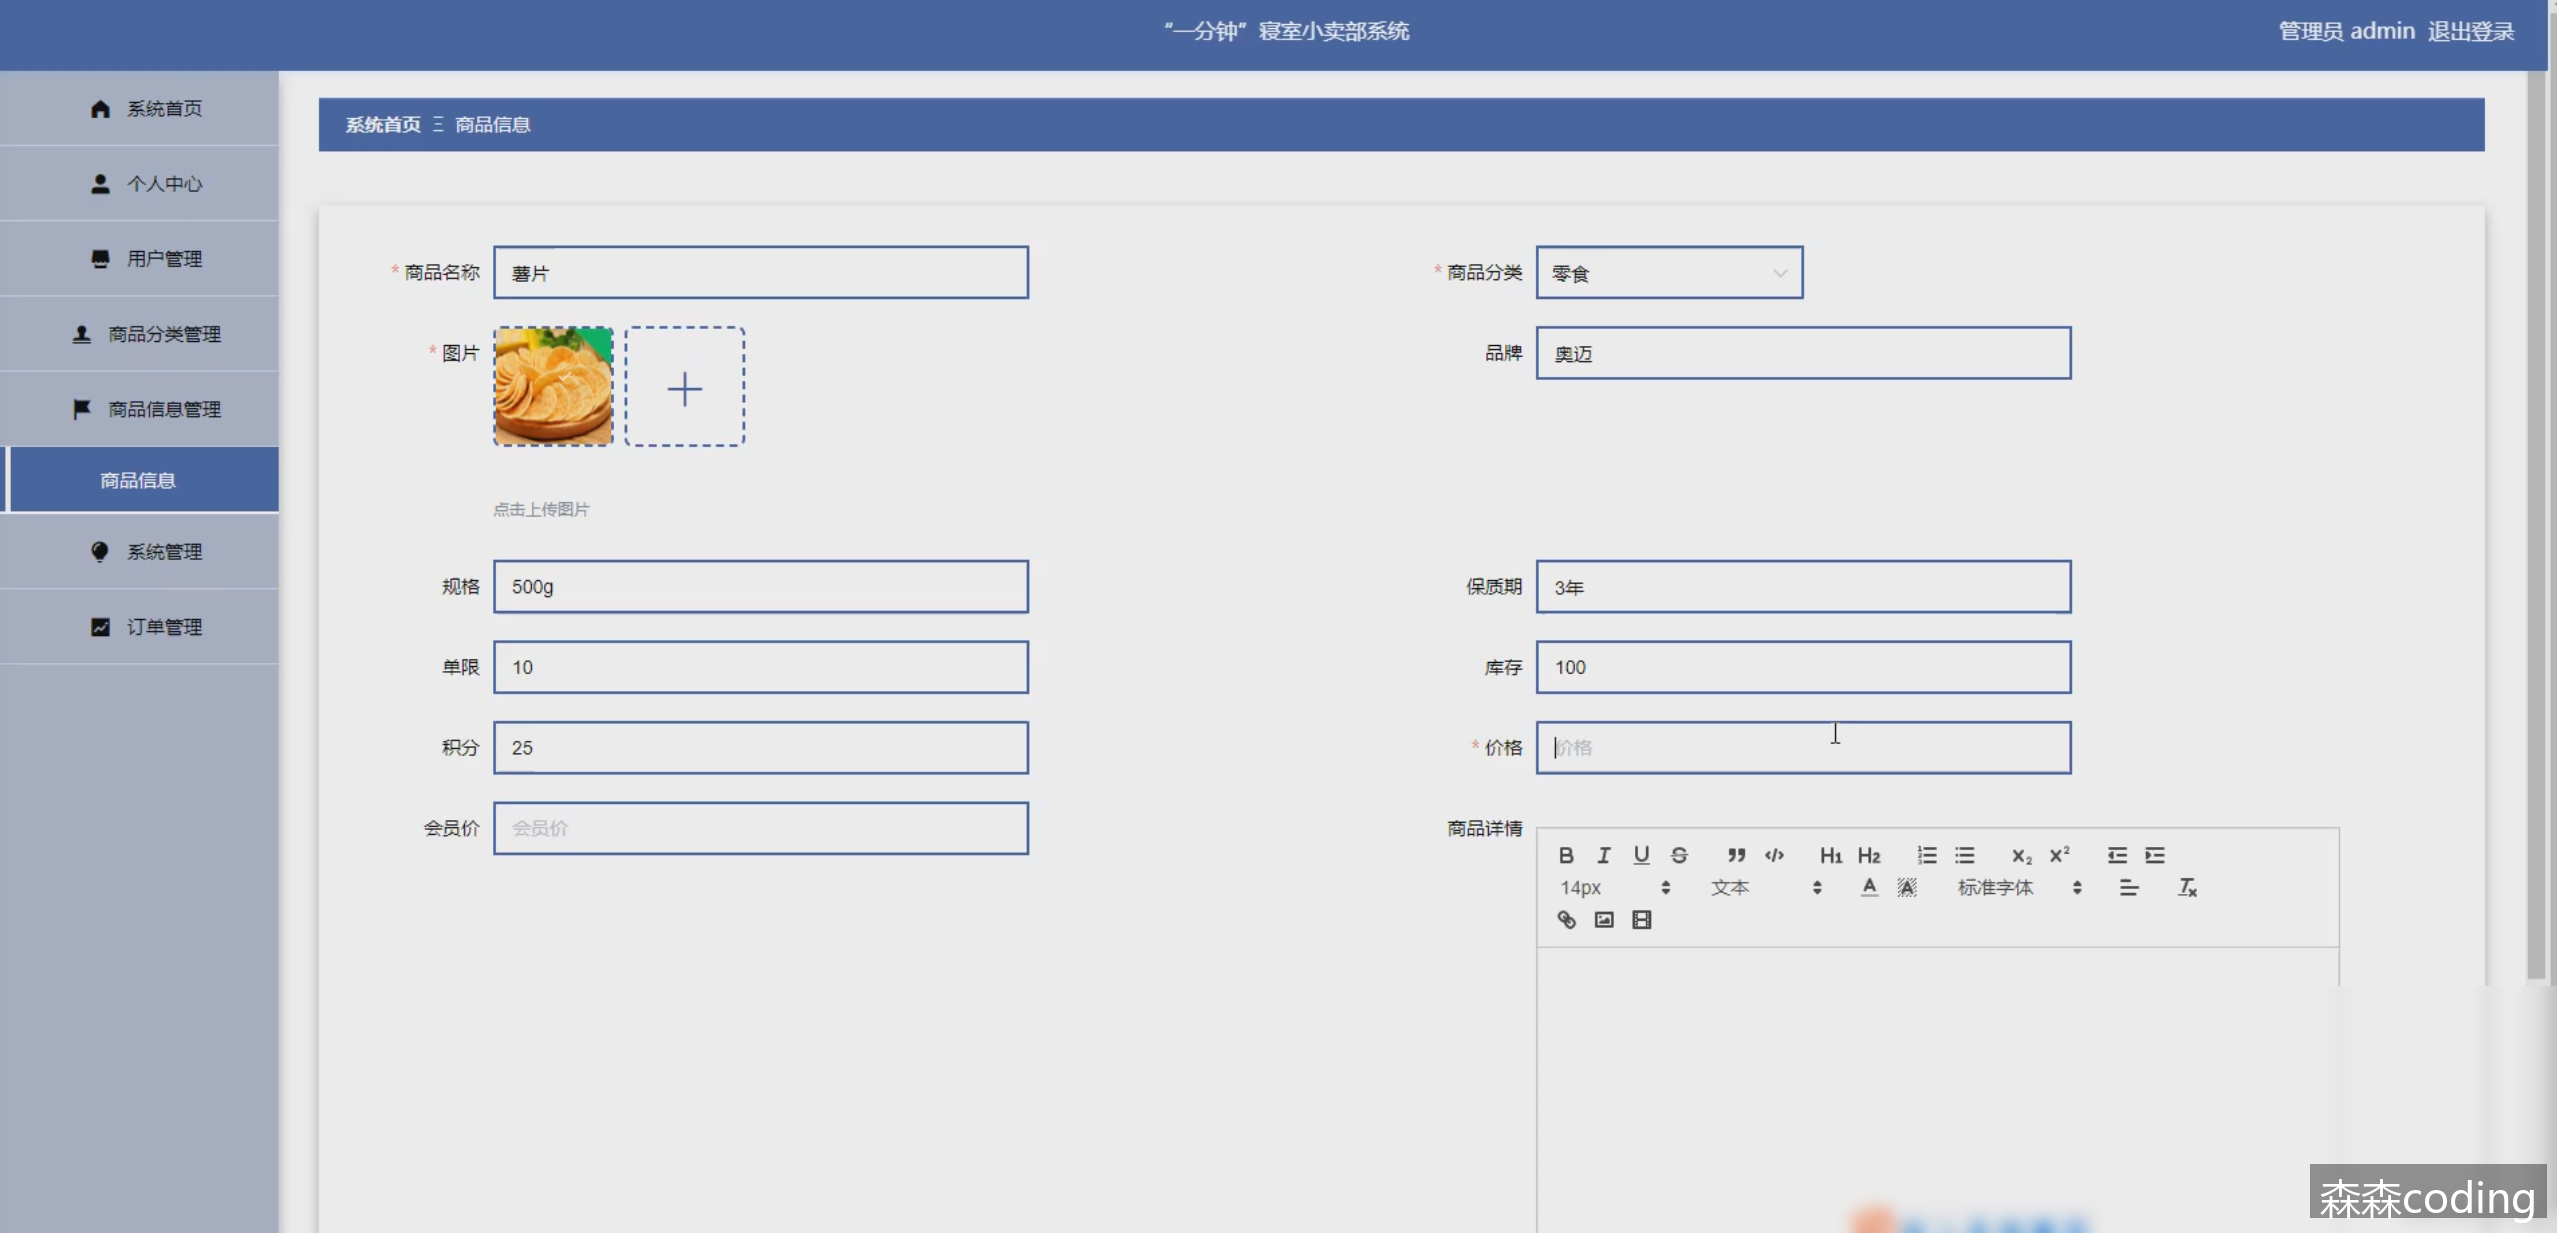 “一分钟”寝室小卖部系统
管理员 admin 退出登录
系统首页
个人中心
用户管理
商品分类管理
商品信息管理
商品信息
系统管理
订单管理
系统首页 三 商品信息
* 商品名称 薯片
* 商品分类 零食
* 图片
品牌 奥迈
点击上传图片
规格 500g
保质期 3年
单限 10
库存 100
积分 25
* 价格 价格
会员价 会员价
商品详情
B I U S ” </> H1 H2 x2 x2
14px 文本 A A 标准字体 Tx
森森coding